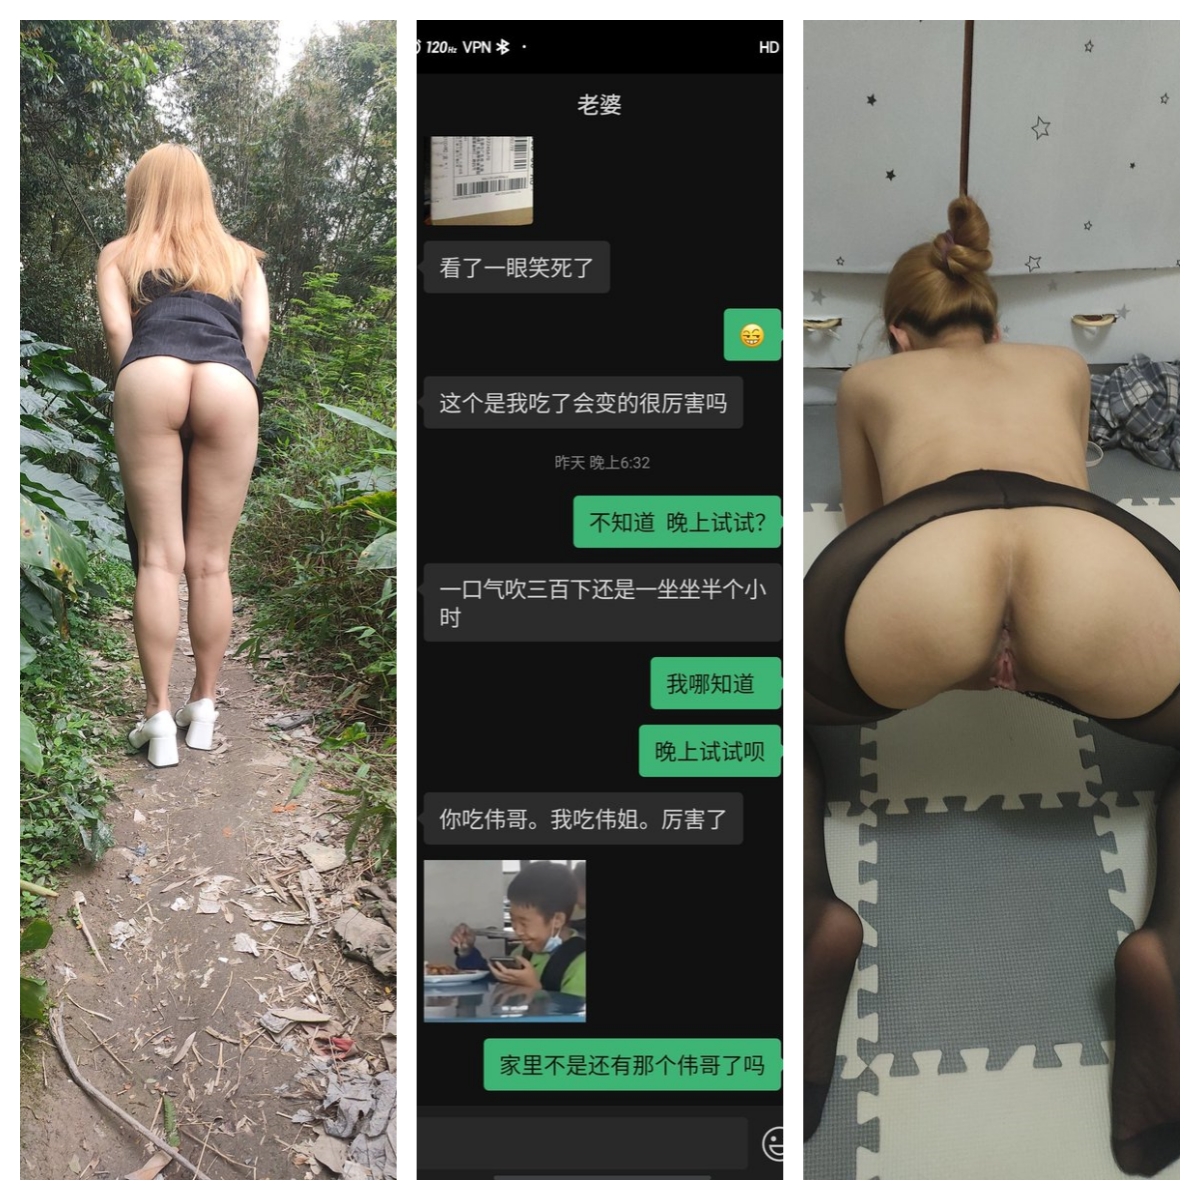 120Hz VPN
HD
老婆
看了一眼笑死了
这个是我吃了会变的很厉害吗
昨天 晚上6:32
不知道 晚上试试?
一口气吹三百下还是一坐坐半个小
时
我哪知道
晚上试试呗
你吃伟哥。我吃伟姐。厉害了
家里不是还有那个伟哥了吗